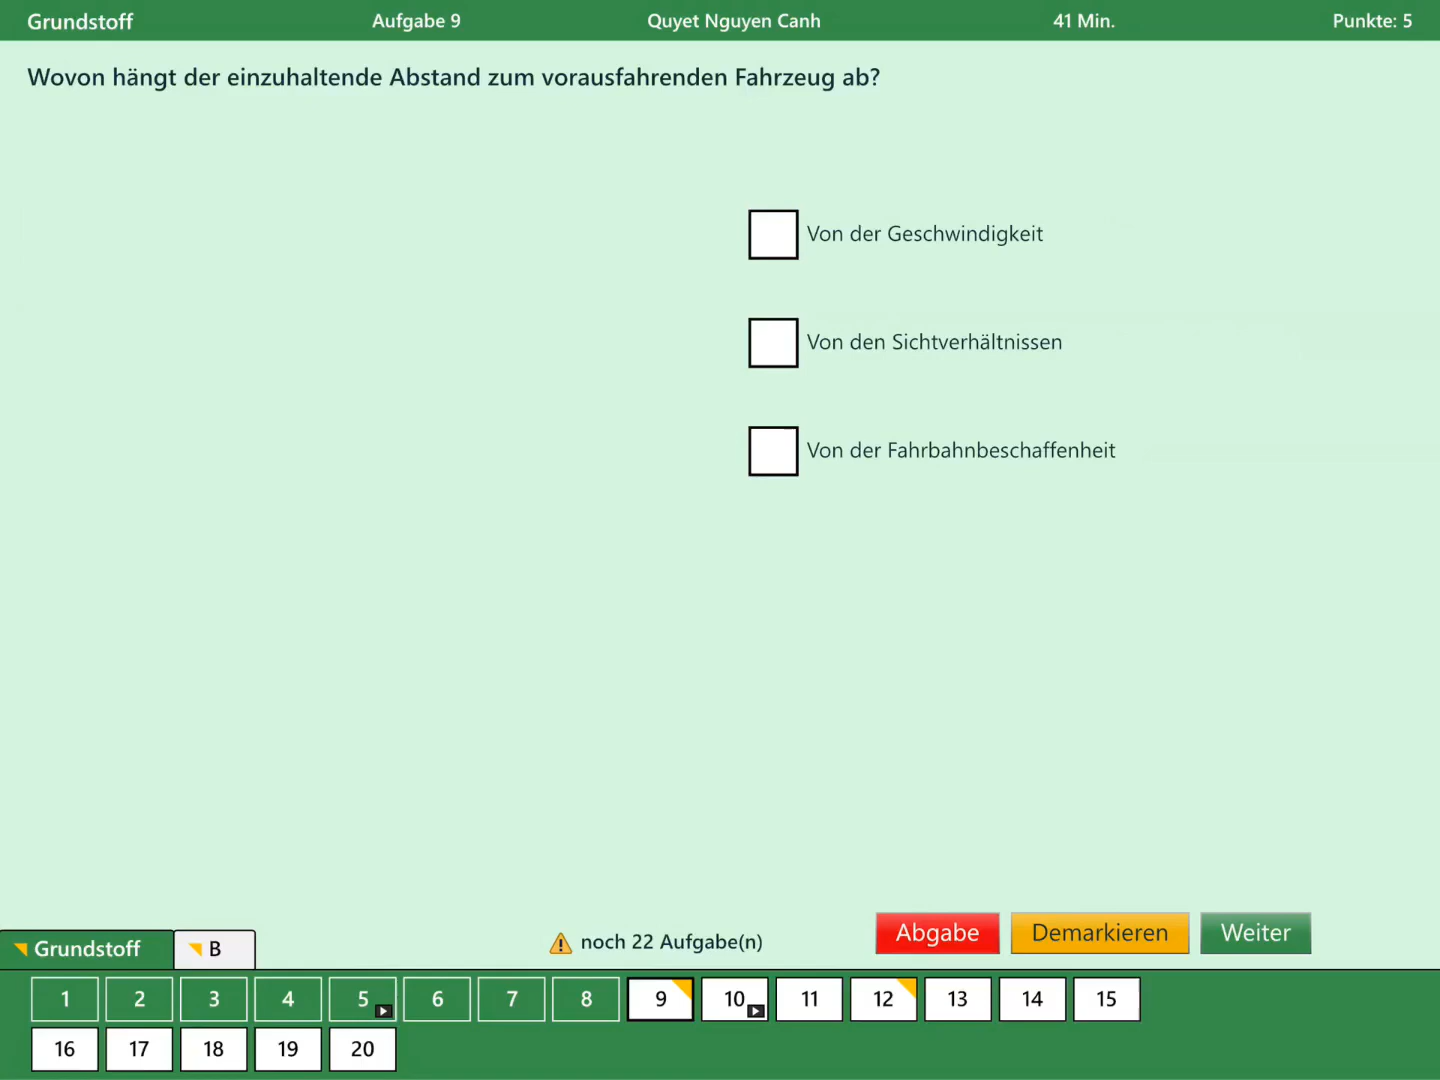 Grundstoff Aufgabe 9 Quyet Nguyen Canh 41 Min. Punkte: 5
Wovon hängt der einzuhaltende Abstand zum vorausfahrenden Fahrzeug ab?
Von der Geschwindigkeit
Von den Sichtverhältnissen
Von der Fahrbahnbeschaffenheit
Grundstoff B noch 22 Aufgabe(n) Abgabe Demarkieren Weiter
1 2 3 4 5 6 7 8 9 10 11 12 13 14 15
16 17 18 19 20